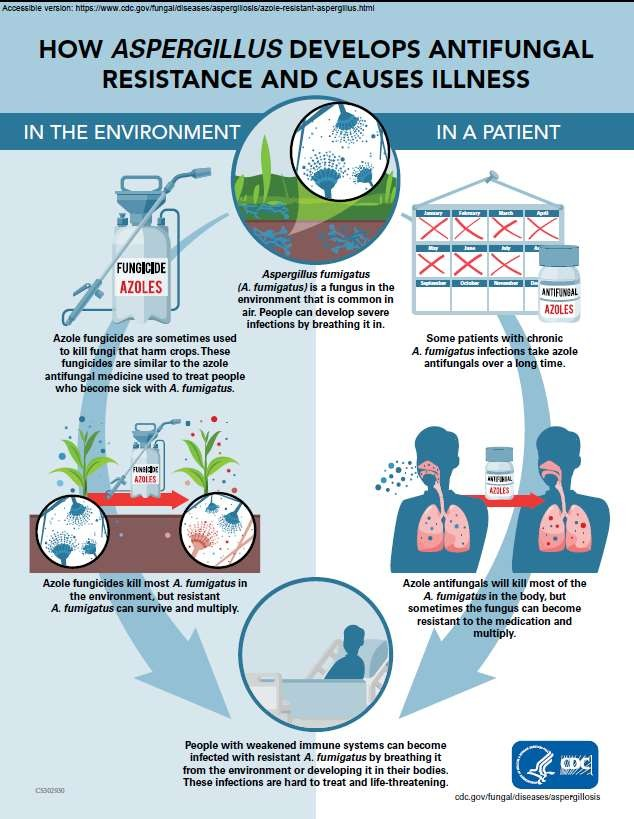 Accessible version: https://www.cdc.gov/fungal/diseases/aspergillosis/azole-resistant-aspergillus.html
HOW ASPERGILLUS DEVELOPS ANTIFUNGAL
RESISTANCE AND CAUSES ILLNESS
IN THE ENVIRONMENT
IN A PATIENT
Aspergillus fumigatus
(A. fumigatus) is a fungus in the
environment that is common in
air. People can develop severe
infections by breathing it in.
FUNGICIDE
AZOLES
Azole fungicides are sometimes used
to kill fungi that harm crops. These
fungicides are similar to the azole
antifungal medicine used to treat people
who become sick with A. fumigatus.
January February March April
May June July Au
September October November De
ANTIFUNGAL
AZOLES
Some patients with chronic
A. fumigatus infections take azole
antifungals over a long time.
FUNGICIDE
AZOLES
Azole fungicides kill most A. fumigatus in
the environment, but resistant
A. fumigatus can survive and multiply.
ANTIFUNGAL
AZOLES
Azole antifungals will kill most of the
A. fumigatus in the body, but
sometimes the fungus can become
resistant to the medication and
multiply.
People with weakened immune systems can become
infected with resistant A. fumigatus by breathing it
from the environment or developing it in their bodies.
These infections are hard to treat and life-threatening.
CS302930
CDC
cdc.gov/fungal/diseases/aspergillosis